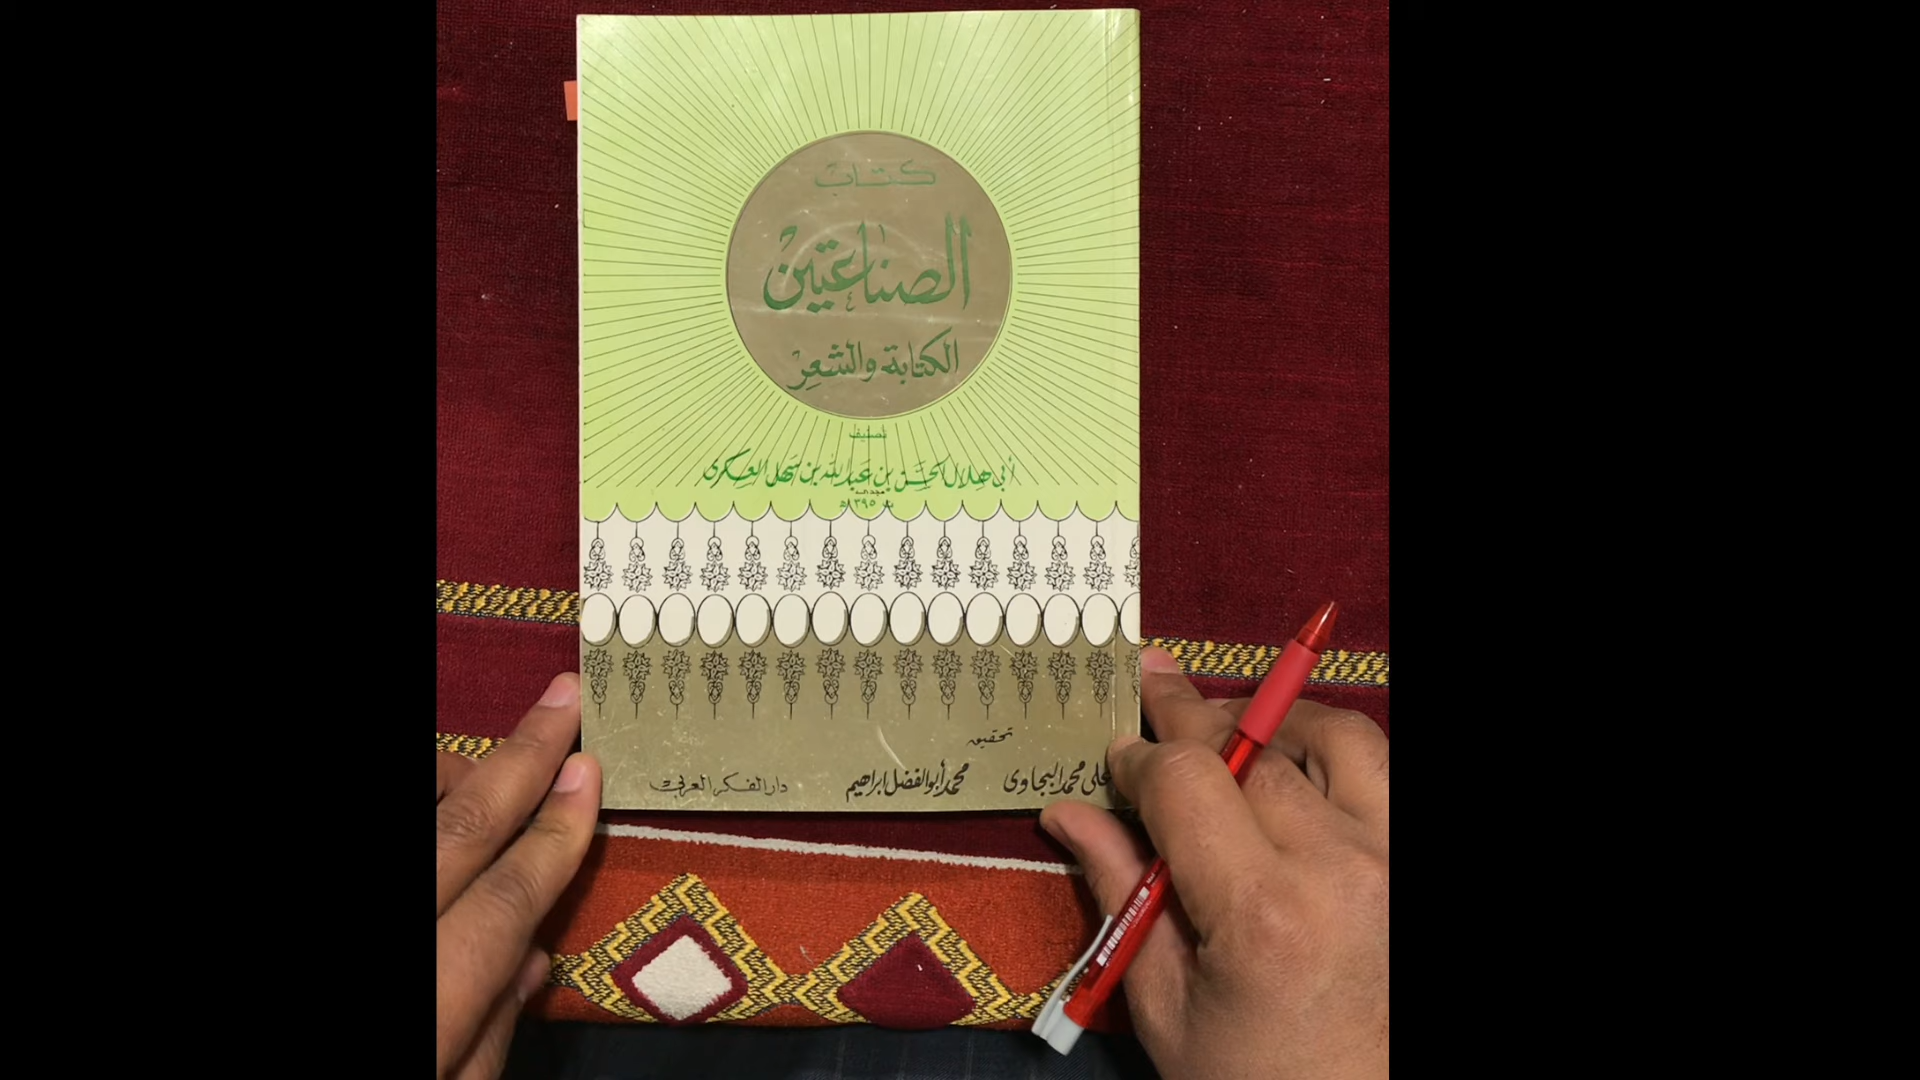 كتاب
الصناعتين
الكتابة والشعر
تصنيف
أبي هلال الحسن بن عبد الله بن سهل العسكري
ت ٣٩٥ هـ
تحقيق
علي محمد البجاوى محمد أبو الفضل إبراهيم دار الفكر العربي